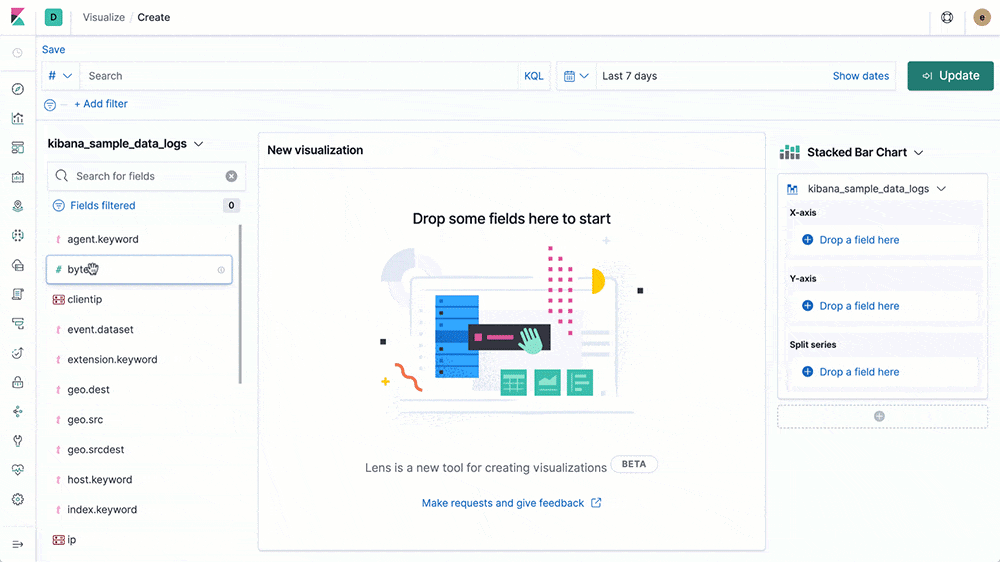 D Visualize / Create e
Save
# Search KQL Last 7 days Show dates Update
+ Add filter
kibana_sample_data_logs
Search for fields
Fields filtered 0
t agent.keyword
# byte
clientip
t event.dataset
t extension.keyword
t geo.dest
t geo.src
t geo.srcdest
t host.keyword
t index.keyword
ip
New visualization
Drop some fields here to start
Lens is a new tool for creating visualizations BETA
Make requests and give feedback
Stacked Bar Chart
kibana_sample_data_logs
X-axis
Drop a field here
Y-axis
Drop a field here
Split series
Drop a field here